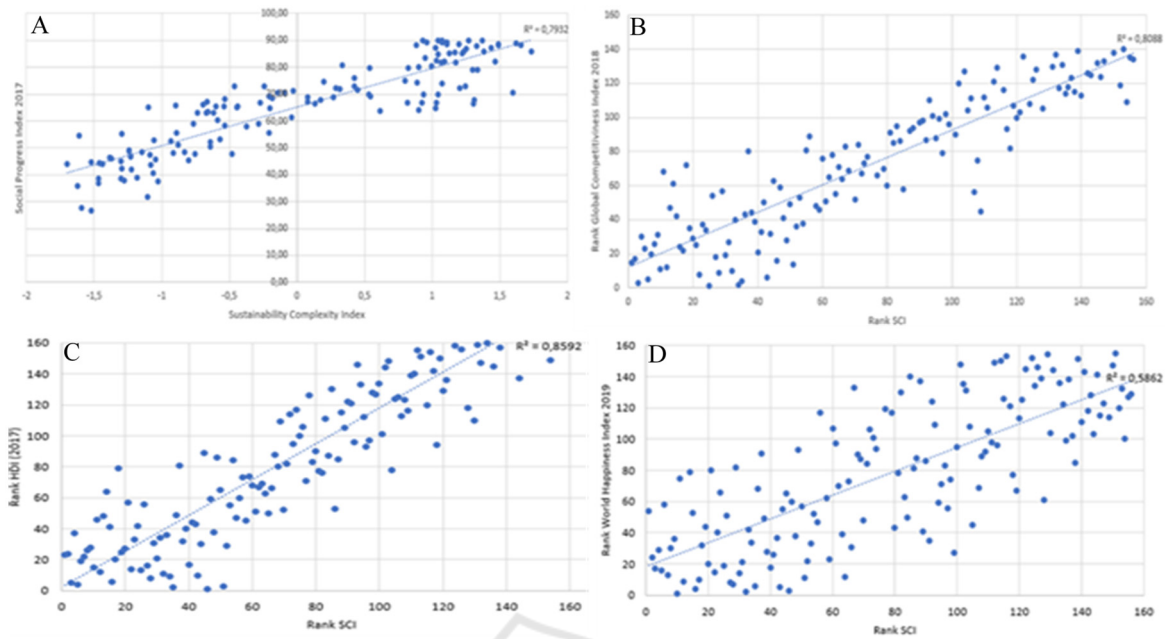 A
R² = 0,7932
Social Progress Index 2017
100,00
90,00
80,00
70,00
60,00
50,00
40,00
30,00
20,00
10,00
0,00
-2 -1,5 -1 -0,5 0 0,5 1 1,5 2
Sustainability Complexity Index
B
R² = 0,8088
Rank Global Competitiviness Index 2018
160
140
120
100
80
60
40
20
0
0 20 40 60 80 100 120 140 160
Rank SCI
C
R² = 0,8592
Rank HDI (2017)
160
140
120
100
80
60
40
20
0
0 20 40 60 80 100 120 140 160
Rank SCI
D
R² = 0,5862
Rank World Happiness Index 2019
160
140
120
100
80
60
40
20
0
0 20 40 60 80 100 120 140 160
Rank SCI